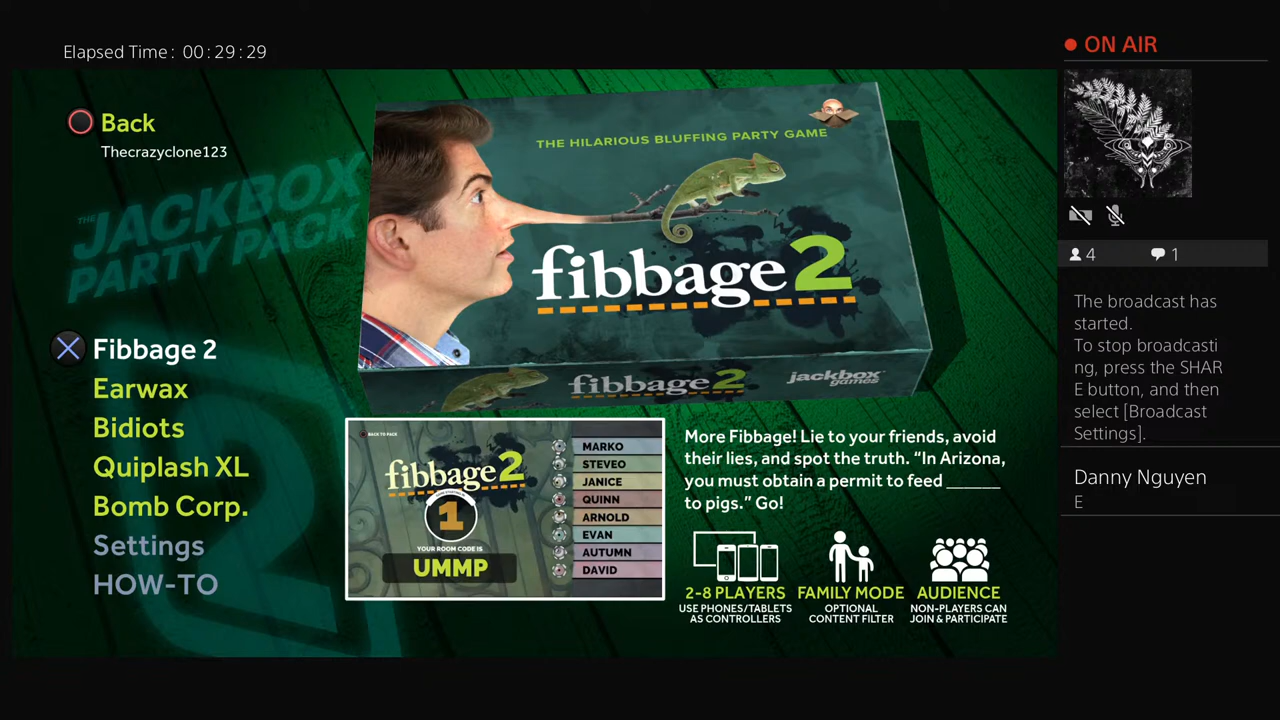 Elapsed Time: 00:29:29
ON AIR
Back
Thecrazyclone123
THE
JACKBOX
PARTY PACK
THE HILARIOUS BLUFFING PARTY GAME
fibbage 2
fibbage 2
jackbox
games
4
1
The broadcast has
started.
To stop broadcasti
ng, press the SHAR
E button, and then
select [Broadcast
Settings].
Danny Nguyen
E
Fibbage 2
Earwax
Bidiots
Quiplash XL
Bomb Corp.
Settings
HOW-TO
BACK TO PACK
fibbage 2
1
YOUR ROOM CODE IS
UMMP
MARKO
STEVEO
JANICE
QUINN
ARNOLD
EVAN
AUTUMN
DAVID
More Fibbage! Lie to your friends, avoid
their lies, and spot the truth. “In Arizona,
you must obtain a permit to feed ______
to pigs.” Go!
2-8 PLAYERS
USE PHONES/TABLETS
AS CONTROLLERS
FAMILY MODE
OPTIONAL
CONTENT FILTER
AUDIENCE
NON-PLAYERS CAN
JOIN & PARTICIPATE